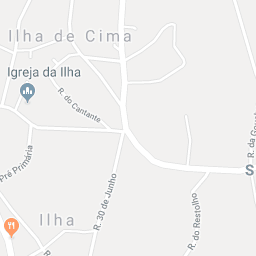 Ilha de Cima
Igreja da Ilha
R. do Cantante
Pré Primária
R. 30 de Junho
Ilha
R. do Restolho
S